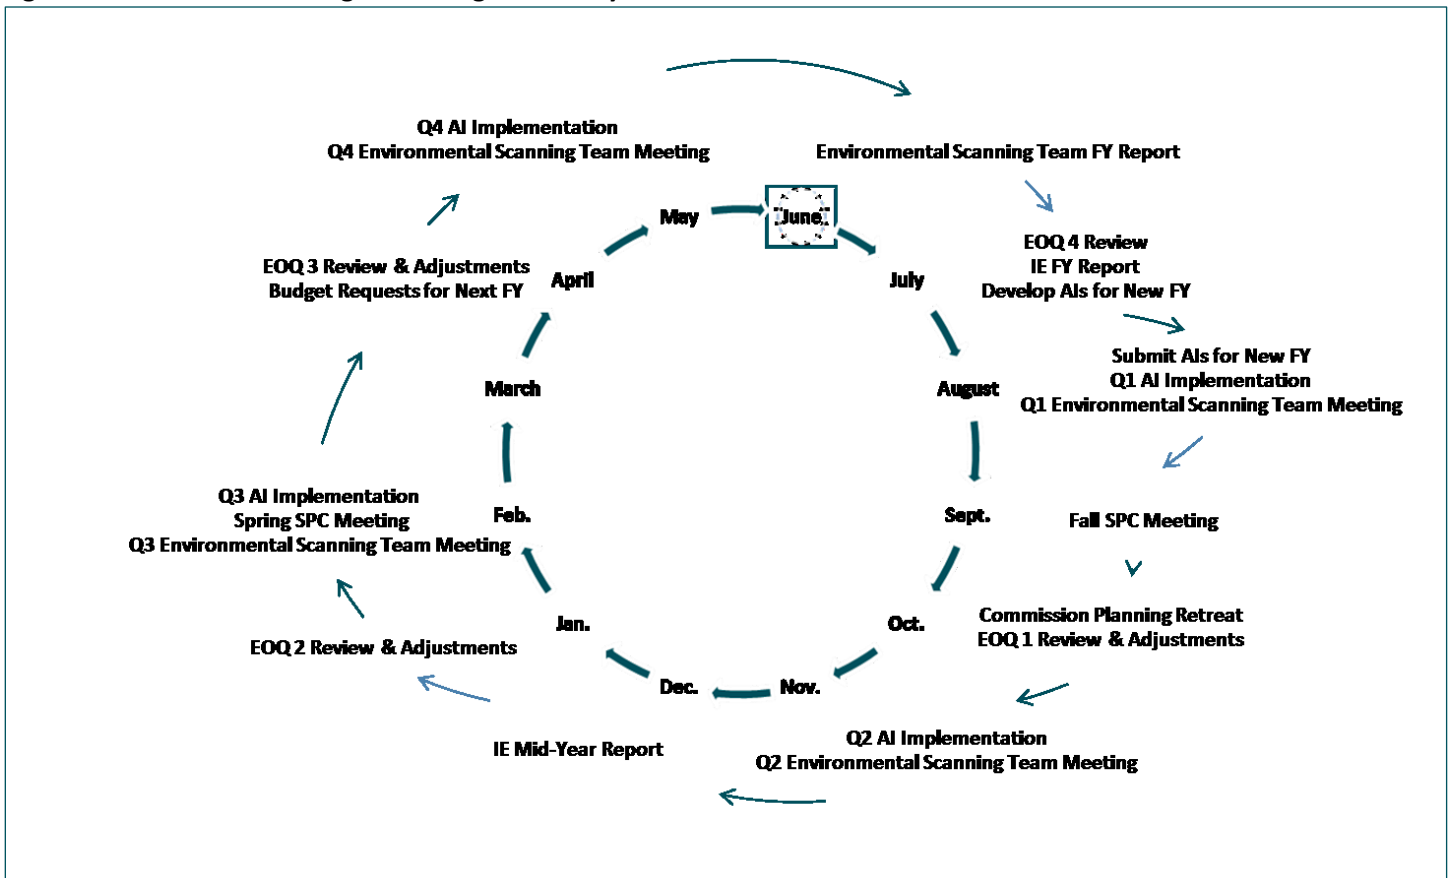 Q4 AI Implementation
Q4 Environmental Scanning Team Meeting
Environmental Scanning Team FY Report
May
June
EOQ 4 Review
IE FY Report
Develop AIs for New FY
EOQ 3 Review & Adjustments
Budget Requests for Next FY
April
July
Submit AIs for New FY
Q1 AI Implementation
Q1 Environmental Scanning Team Meeting
March
August
Q3 AI Implementation
Spring SPC Meeting
Q3 Environmental Scanning Team Meeting
Feb.
Sept.
Fall SPC Meeting
Commission Planning Retreat
EOQ 1 Review & Adjustments
Jan.
Oct.
EOQ 2 Review & Adjustments
Dec.
Nov.
IE Mid-Year Report
Q2 AI Implementation
Q2 Environmental Scanning Team Meeting